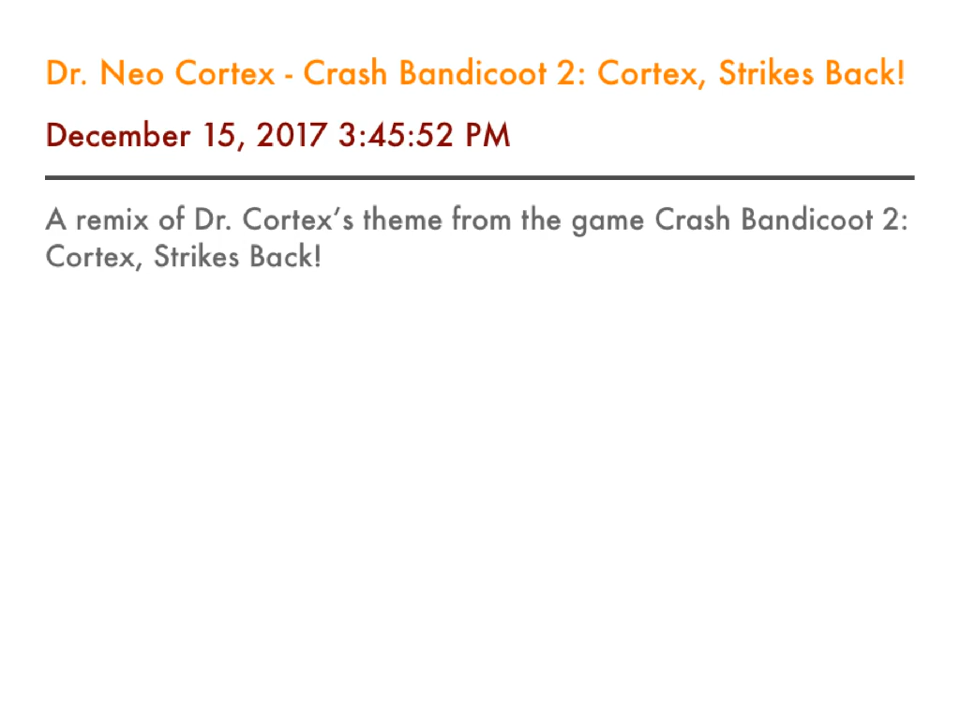 Dr. Neo Cortex - Crash Bandicoot 2: Cortex, Strikes Back!
December 15, 2017 3:45:52 PM
A remix of Dr. Cortex’s theme from the game Crash Bandicoot 2:
Cortex, Strikes Back!